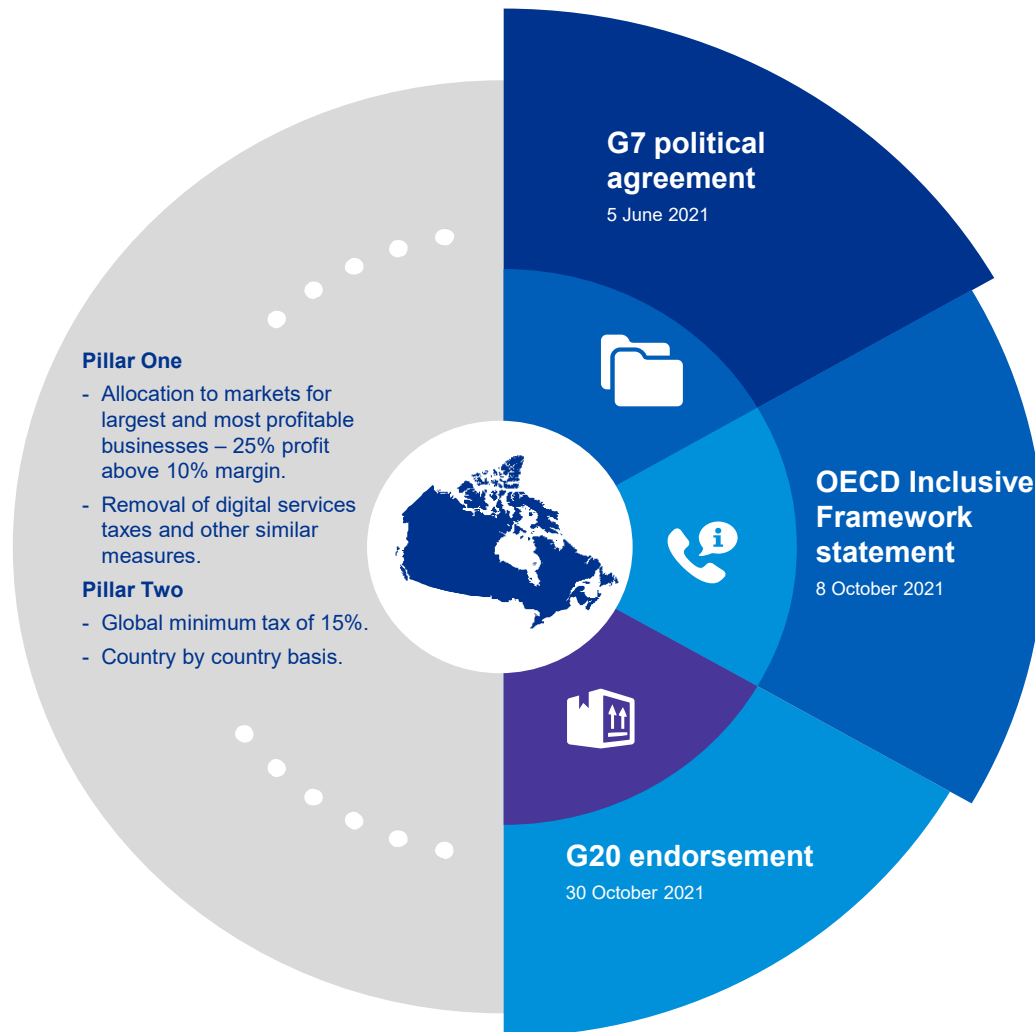 G7 political
agreement
5 June 2021
Pillar One
- Allocation to markets for
largest and most profitable
businesses – 25% profit
above 10% margin.
- Removal of digital services
taxes and other similar
measures.
Pillar Two
- Global minimum tax of 15%.
- Country by country basis.
OECD Inclusive
Framework
statement
8 October 2021
G20 endorsement
30 October 2021
i